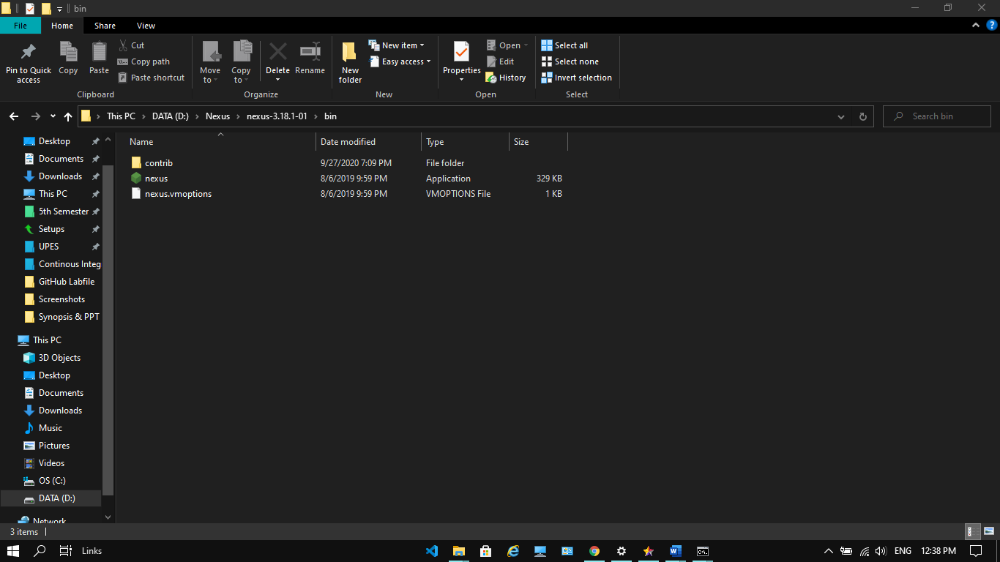 bin
File Home Share View
Pin to Quick access
Copy
Paste
Cut
Copy path
Paste shortcut
Clipboard
Move to
Copy to
Delete
Rename
Organize
New folder
New item
Easy access
New
Properties
Open
Edit
History
Open
Select all
Select none
Invert selection
Select
This PC > DATA (D:) > Nexus > nexus-3.18.1-01 > bin
Search bin
Desktop
Documents
Downloads
This PC
5th Semester
Setups
UPES
Continous Integ
GitHub Labfile
Screenshots
Synopsis & PPT
This PC
3D Objects
Desktop
Documents
Downloads
Music
Pictures
Videos
OS (C:)
DATA (D:)
Network
Name Date modified Type Size
contrib 9/27/2020 7:09 PM File folder
nexus 8/6/2019 9:59 PM Application 329 KB
nexus.vmoptions 8/6/2019 9:59 PM VMOPTIONS File 1 KB
3 items
Links
ENG 12:38 PM